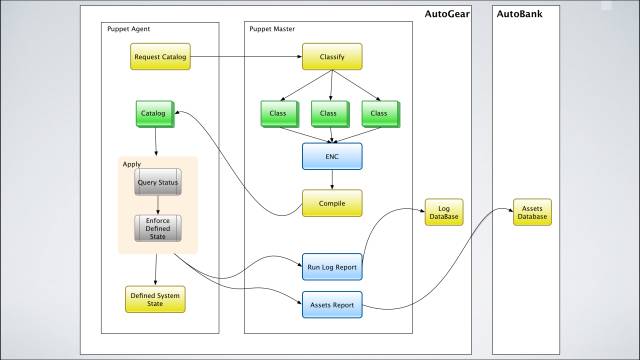 AutoGear
AutoBank
Puppet Agent
Puppet Master
Request Catalog
Classify
Catalog
Class
Class
Class
Apply
Query Status
ENC
Enforce
Defined
State
Compile
Log
DataBase
Assets
Database
Run Log Report
Defined System
State
Assets Report